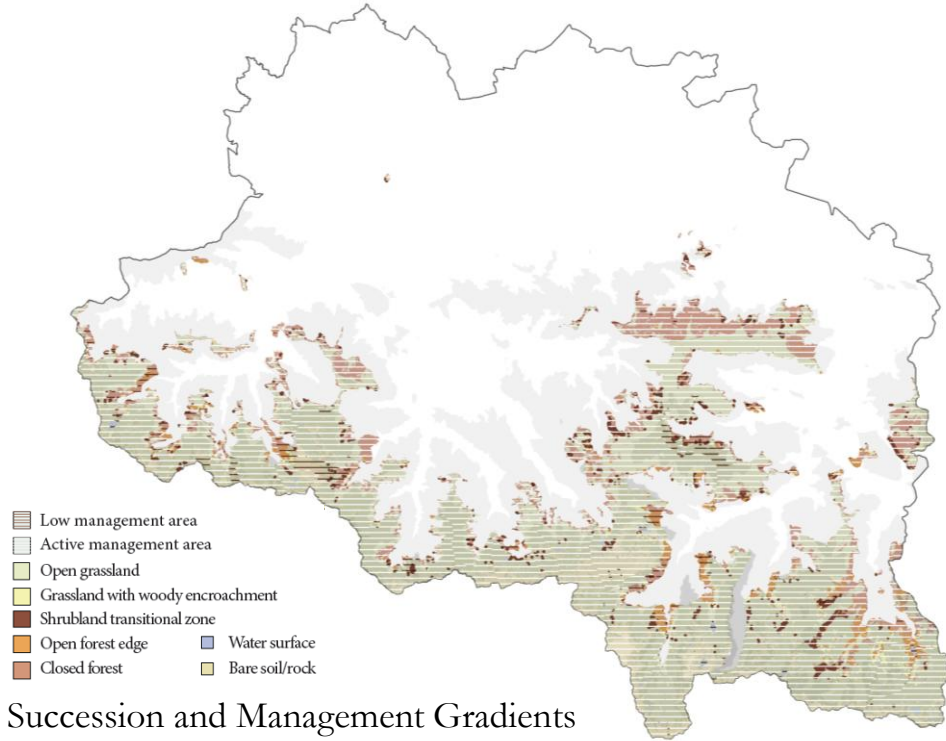 Low management area
Active management area
Open grassland
Grassland with woody encroachment
Shrubland transitional zone
Open forest edge
Water surface
Closed forest
Bare soil/rock
Succession and Management Gradients